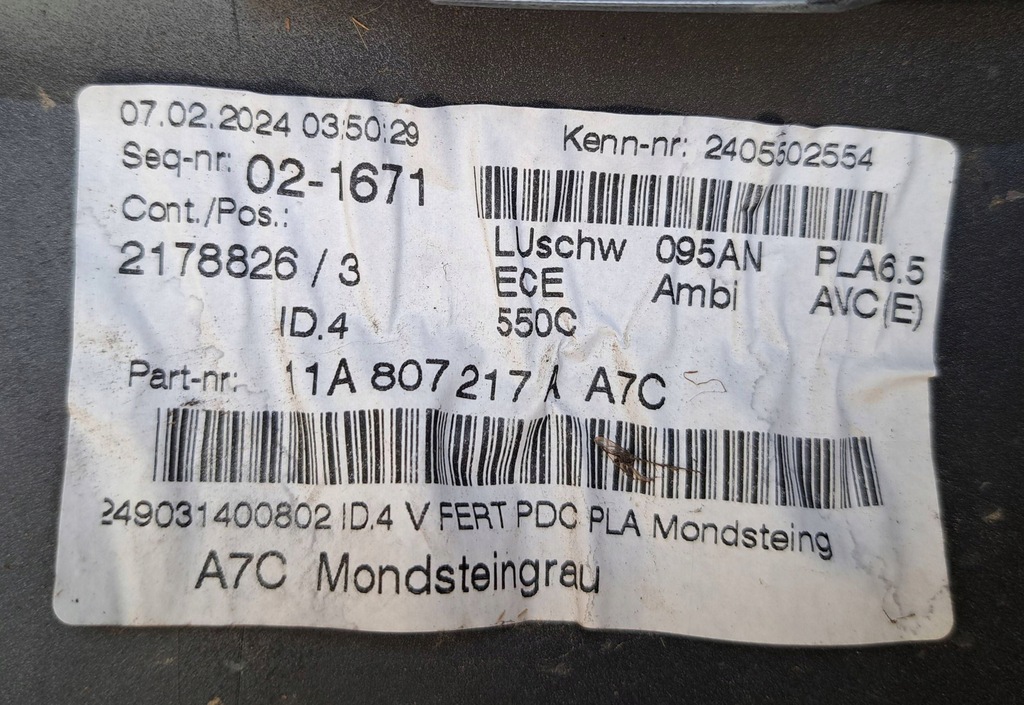 07.02.2024 03:50:29
Kenn-nr: 2405502554
Seq-nr: 02-1671
Cont./Pos.:
2178826 / 3
LUschw 095AN PLA6.5
ECE Ambi AVC(E)
ID.4 550C
Part-nr: 11A 807 217 A A7C
249031400802 ID.4 V FERT PDC PLA Mondsteing
A7C Mondsteingrau